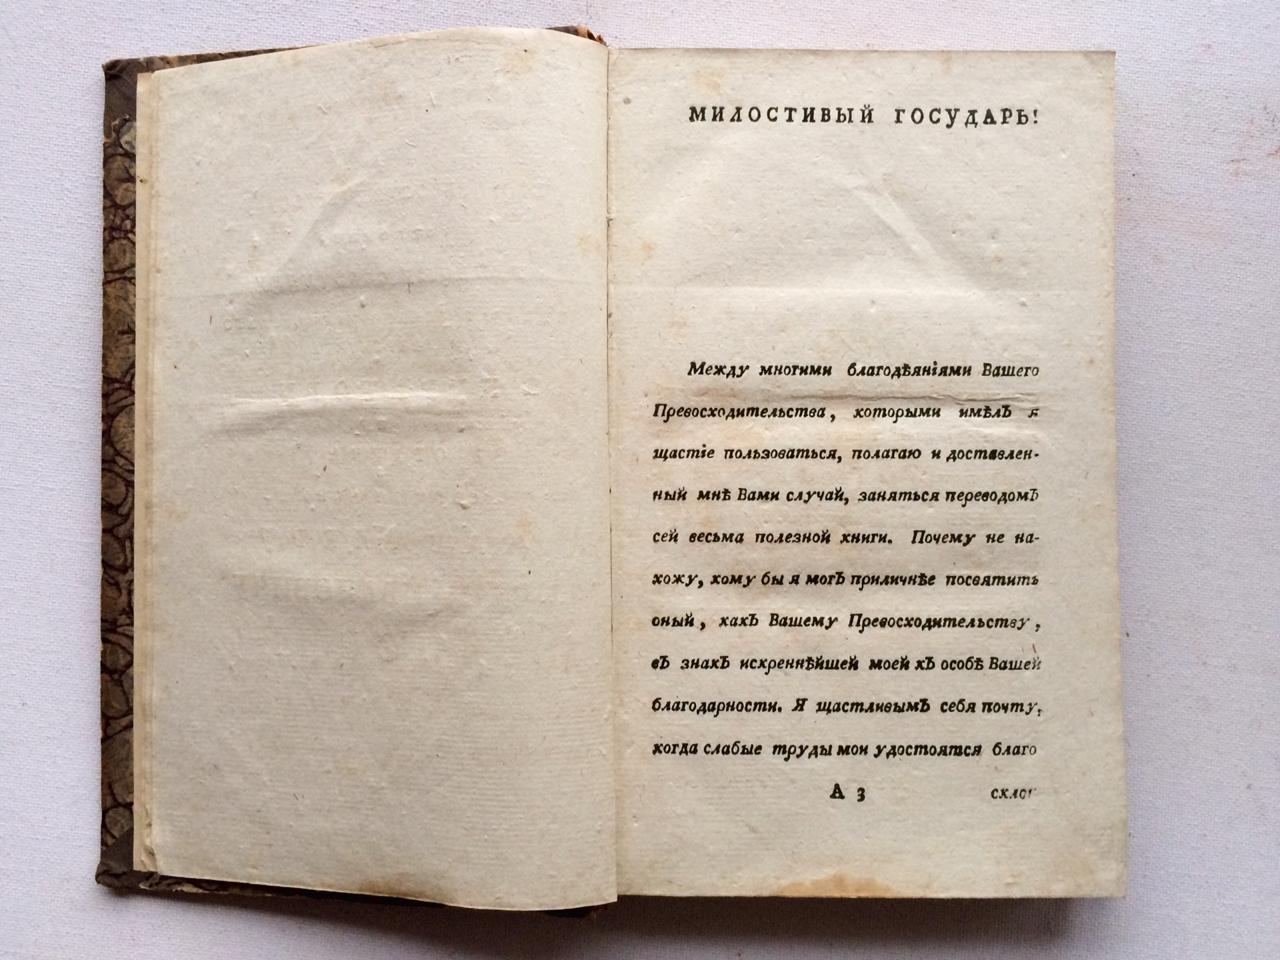 МИЛОСТИВЫЙ ГОСУДАРЬ!
Между многими благодѣянiями Вашего
Превосходительства, которыми имѣлъ я
щастiе пользоваться, полагаю и доставлен-
ный мнѣ Вами случай, заняться переводомъ
сей весьма полезной книги. Почему не на-
хожу, кому бы я могъ приличнѣе посвятить
оный, какъ Вашему Превосходительству,
въ знакъ искреннѣйшей моей къ особѣ Вашей
благодарности. Я щастливымъ себя почту,
когда слабые труды мои удостоятся благо
А 3